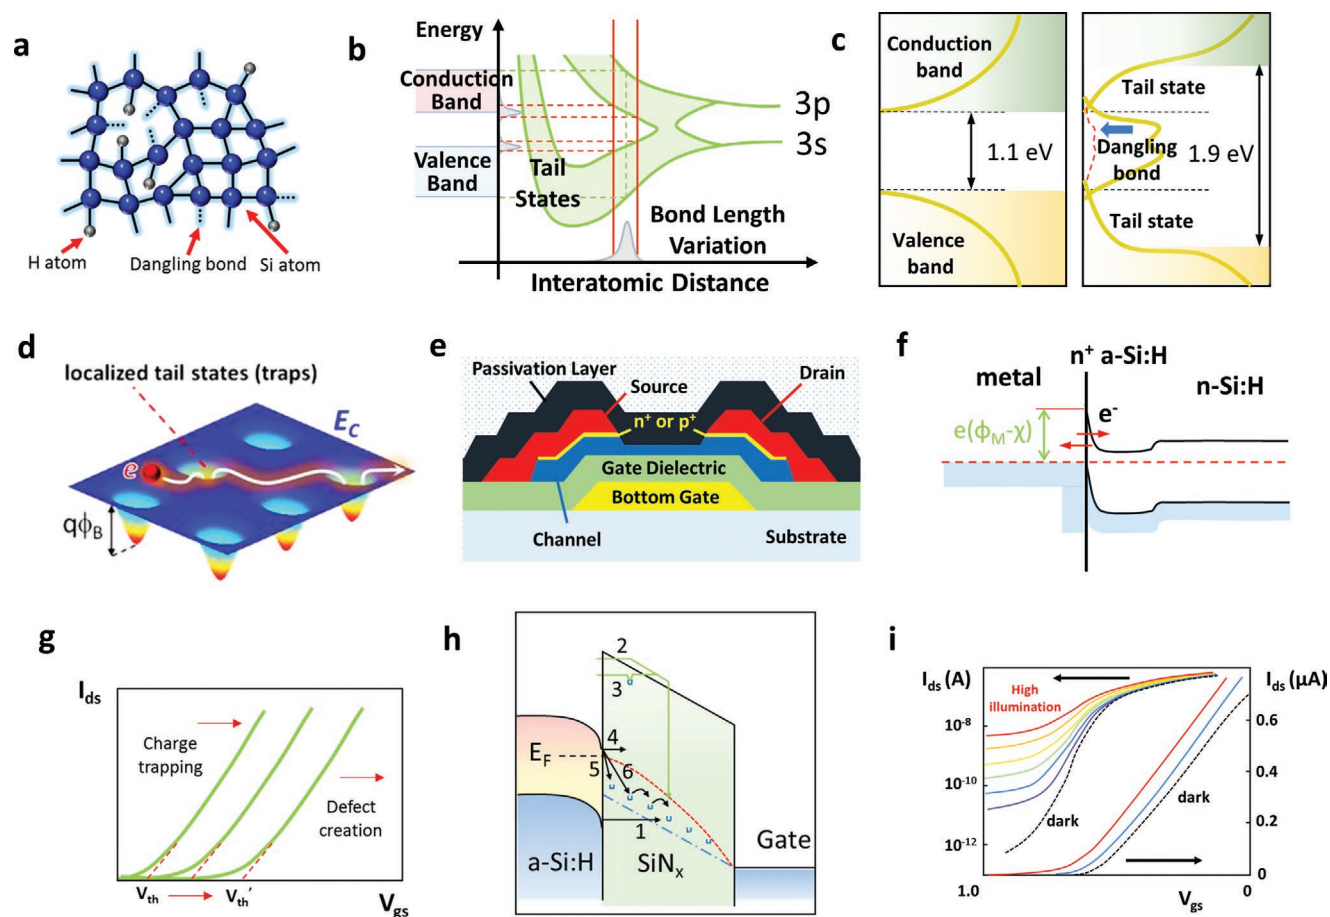 a
H atom
Dangling bond
Si atom
b
Energy
Conduction
Band
Valence
Band
Tail
States
3p
3s
Bond Length
Variation
Interatomic Distance
c
Conduction
band
1.1 eV
Valence
band
Tail state
Dangling
bond
1.9 eV
Tail state
d
localized tail states (traps)
E_C
e
qϕ_B
e
Passivation Layer
Source
Drain
n⁺ or p⁺
Gate Dielectric
Bottom Gate
Channel
Substrate
f
n⁺ a-Si:H
metal
n-Si:H
e⁻
e(ϕ_M-χ)
g
I_ds
Charge
trapping
Defect
creation
V_th
V_th′
V_gs
h
2
3
4
E_F
5
6
1
a-Si:H
SiN_x
Gate
i
I_ds (A)
I_ds (μA)
High
illumination
10⁻⁸
10⁻¹⁰
10⁻¹²
0.6
0.4
0.2
0
dark
dark
1.0
V_gs
0